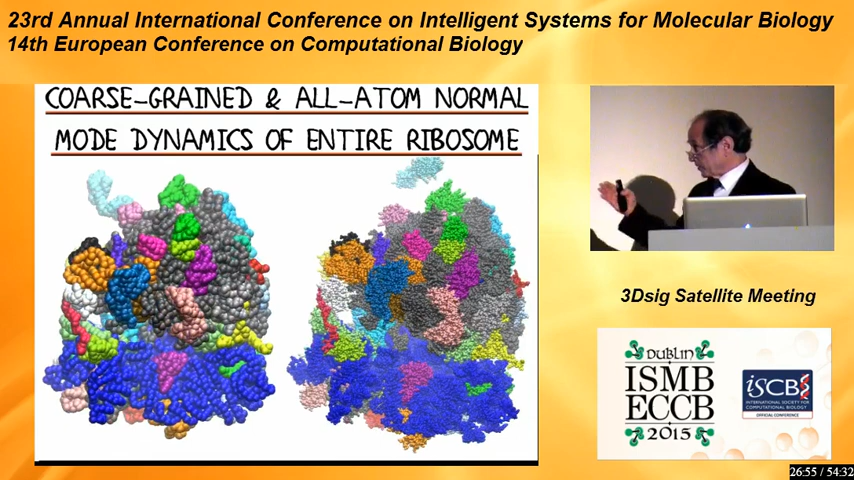 23rd Annual International Conference on Intelligent Systems for Molecular Biology
14th European Conference on Computational Biology
COARSE-GRAINED & ALL-ATOM NORMAL
MODE DYNAMICS OF ENTIRE RIBOSOME
3Dsig Satellite Meeting
DUBLIN
ISMB
ECCB
2015
iSCB
INTERNATIONAL SOCIETY FOR
COMPUTATIONAL BIOLOGY
OFFICIAL CONFERENCE
26:55 / 54:32